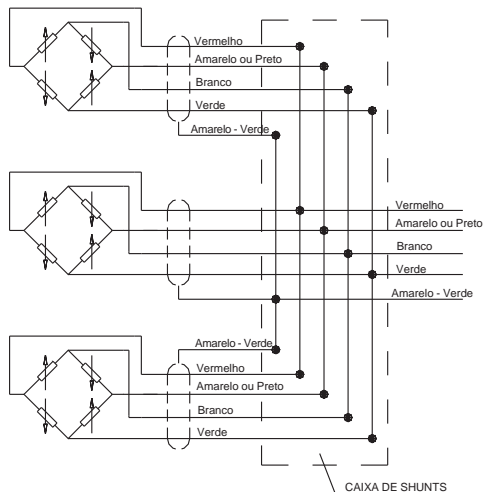 Vermelho
Amarelo ou Preto
Branco
Verde
Amarelo - Verde
Vermelho
Amarelo ou Preto
Branco
Verde
Amarelo - Verde
Amarelo - Verde
Vermelho
Amarelo ou Preto
Branco
Verde
CAIXA DE SHUNTS